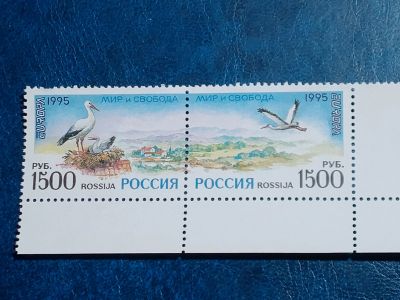 EUROPA 1995 МИР и СВОБОДА
РУБ.
1500 ROSSIJA РОССИЯ
МИР и СВОБОДА 1995 EUROPA
РУБ.
РОССИЯ ROSSIJA 1500